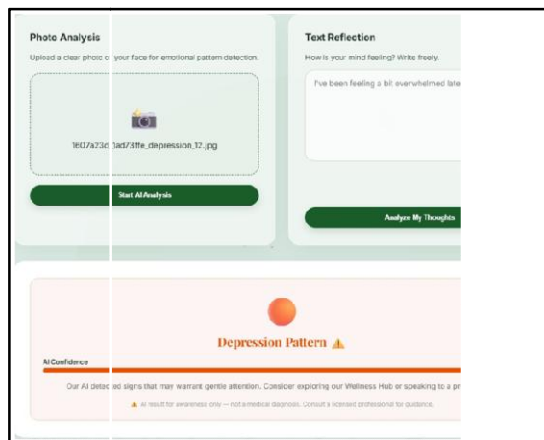 Photo Analysis
Upload a clear photo of your face for emotional pattern detection.
depression_12.jpg
Start AI Analysis
Text Reflection
How is your mind feeling? Write freely.
I've been feeling a bit overwhelmed late
Analyze My Thoughts
Depression Pattern
AI Confidence
Our AI detected signs that may warrant gentle attention. Consider exploring our Wellness Hub or speaking to a pr
AI result for awareness only — not a medical diagnosis. Consult a licensed professional for guidance.